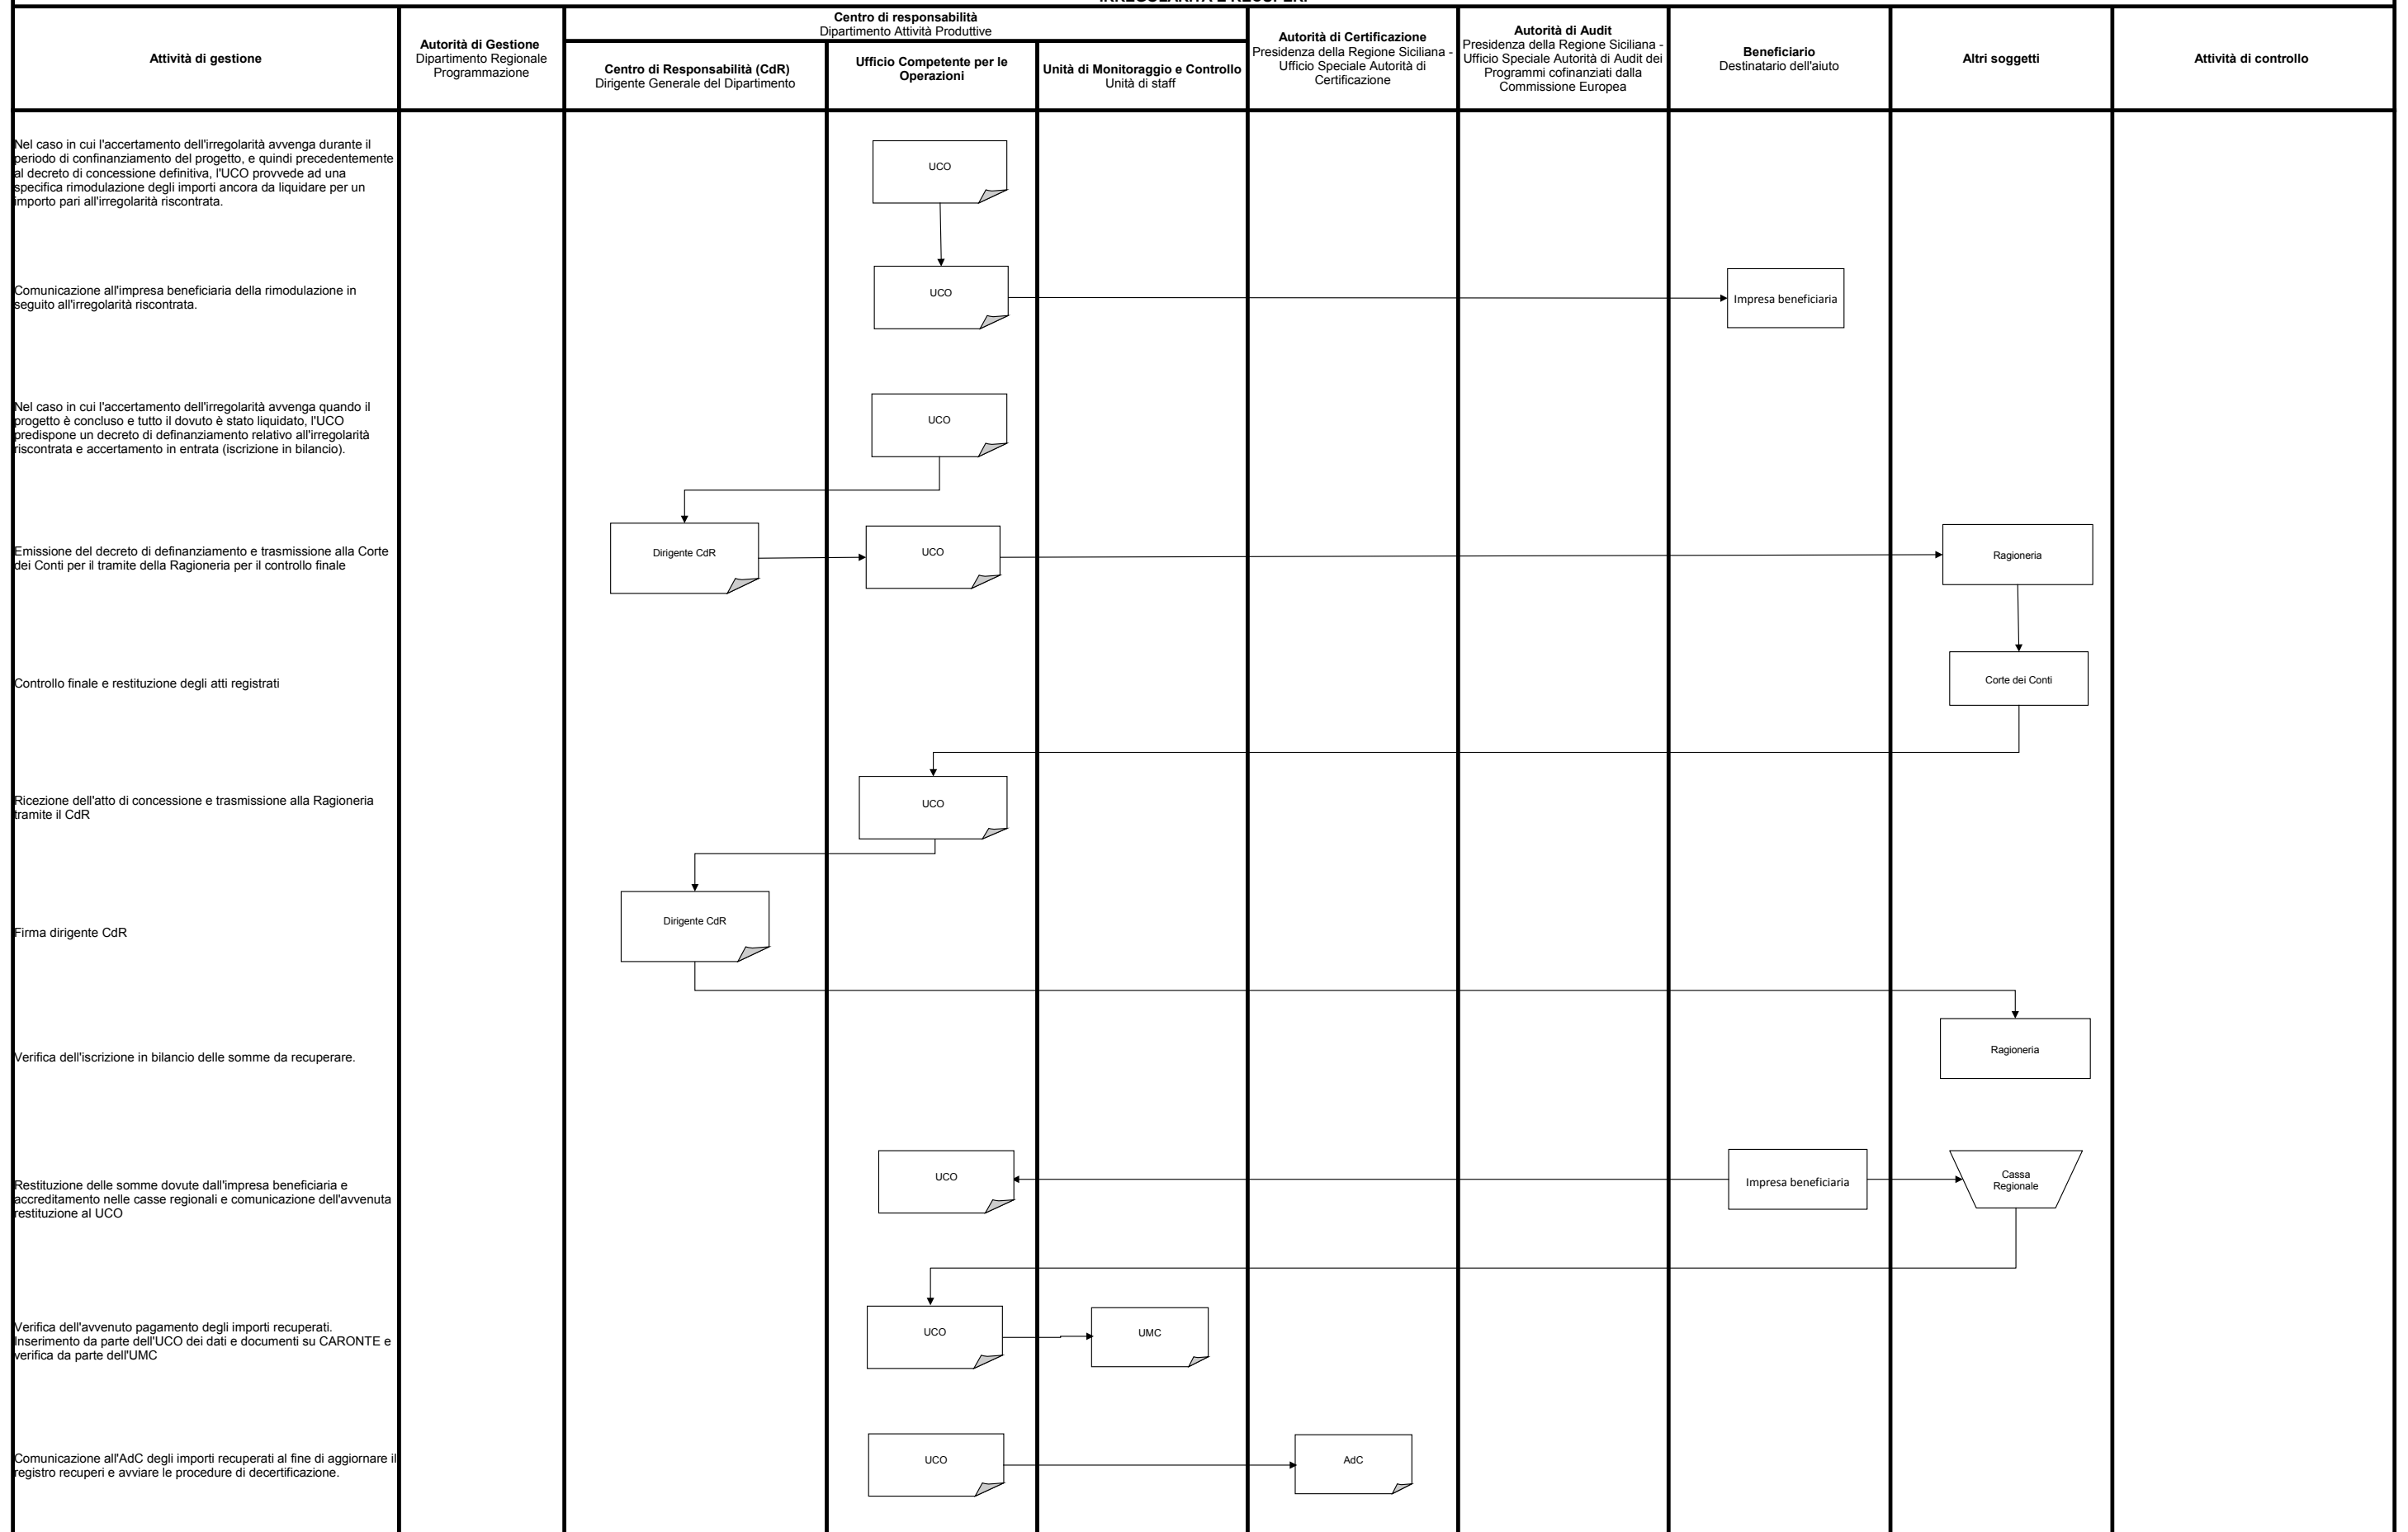 IRREGOLARITÀ E RECUPERI
Attività di gestione
Autorità di Gestione
Dipartimento Regionale
Programmazione
Centro di responsabilità
Dipartimento Attività Produttive
Centro di Responsabilità (CdR)
Dirigente Generale del Dipartimento
Ufficio Competente per le
Operazioni
Unità di Monitoraggio e Controllo
Unità di staff
Autorità di Certificazione
Presidenza della Regione Siciliana -
Ufficio Speciale Autorità di
Certificazione
Autorità di Audit
Presidenza della Regione Siciliana -
Ufficio Speciale Autorità di Audit dei
Programmi cofinanziati dalla
Commissione Europea
Beneficiario
Destinatario dell'aiuto
Altri soggetti
Attività di controllo
Nel caso in cui l'accertamento dell'irregolarità avvenga durante il
periodo di confinanziamento del progetto, e quindi precedentemente
al decreto di concessione definitiva, l'UCO provvede ad una
specifica rimodulazione degli importi ancora da liquidare per un
importo pari all'irregolarità riscontrata.
UCO
Comunicazione all'impresa beneficiaria della rimodulazione in
seguito all'irregolarità riscontrata.
UCO
Impresa beneficiaria
Nel caso in cui l'accertamento dell'irregolarità avvenga quando il
progetto è concluso e tutto il dovuto è stato liquidato, l'UCO
predispone un decreto di definanziamento relativo all'irregolarità
riscontrata e accertamento in entrata (iscrizione in bilancio).
UCO
Emissione del decreto di definanziamento e trasmissione alla Corte
dei Conti per il tramite della Ragioneria per il controllo finale
Dirigente CdR
UCO
Ragioneria
Controllo finale e restituzione degli atti registrati
Corte dei Conti
Ricezione dell'atto di concessione e trasmissione alla Ragioneria
tramite il CdR
UCO
Firma dirigente CdR
Dirigente CdR
Verifica dell'iscrizione in bilancio delle somme da recuperare.
Ragioneria
Restituzione delle somme dovute dall'impresa beneficiaria e
accreditamento nelle casse regionali e comunicazione dell'avvenuta
restituzione al UCO
UCO
Impresa beneficiaria
Cassa
Regionale
Verifica dell'avvenuto pagamento degli importi recuperati.
Inserimento da parte dell'UCO dei dati e documenti su CARONTE e
verifica da parte dell'UMC
UCO
UMC
Comunicazione all'AdC degli importi recuperati al fine di aggiornare il
registro recuperi e avviare le procedure di decertificazione.
UCO
AdC